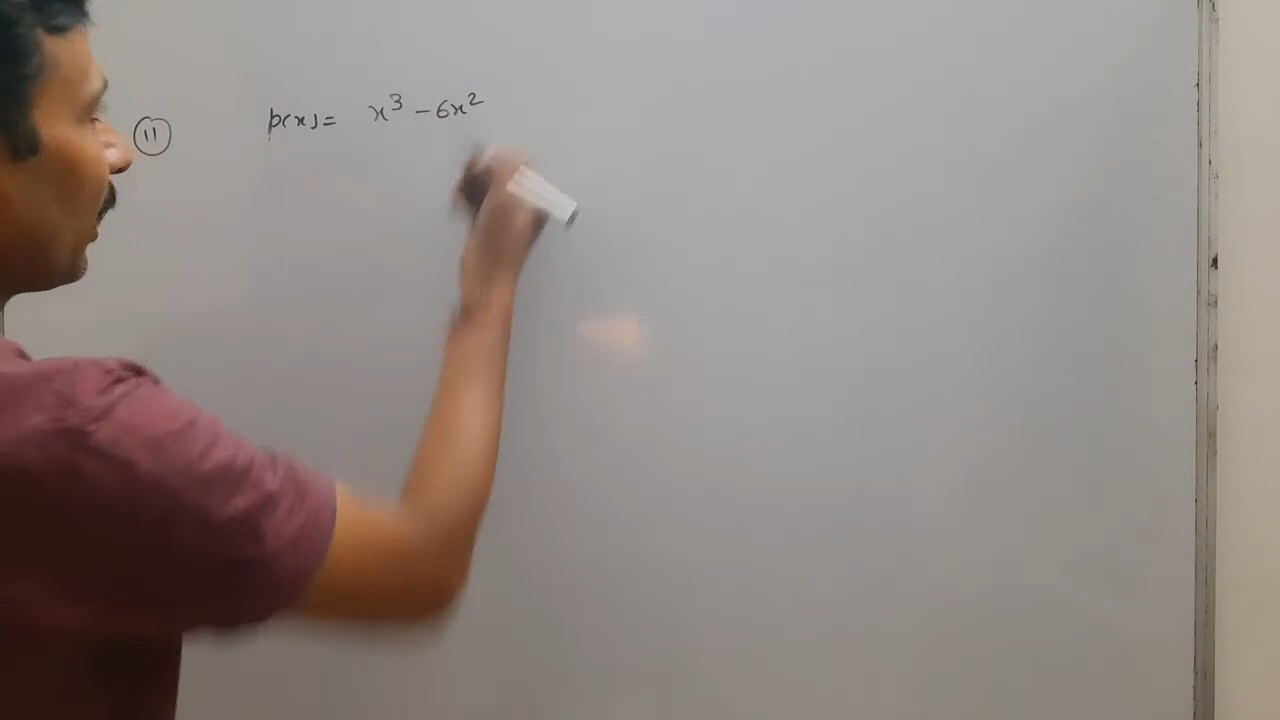 11 p(x) = x³ - 6x²